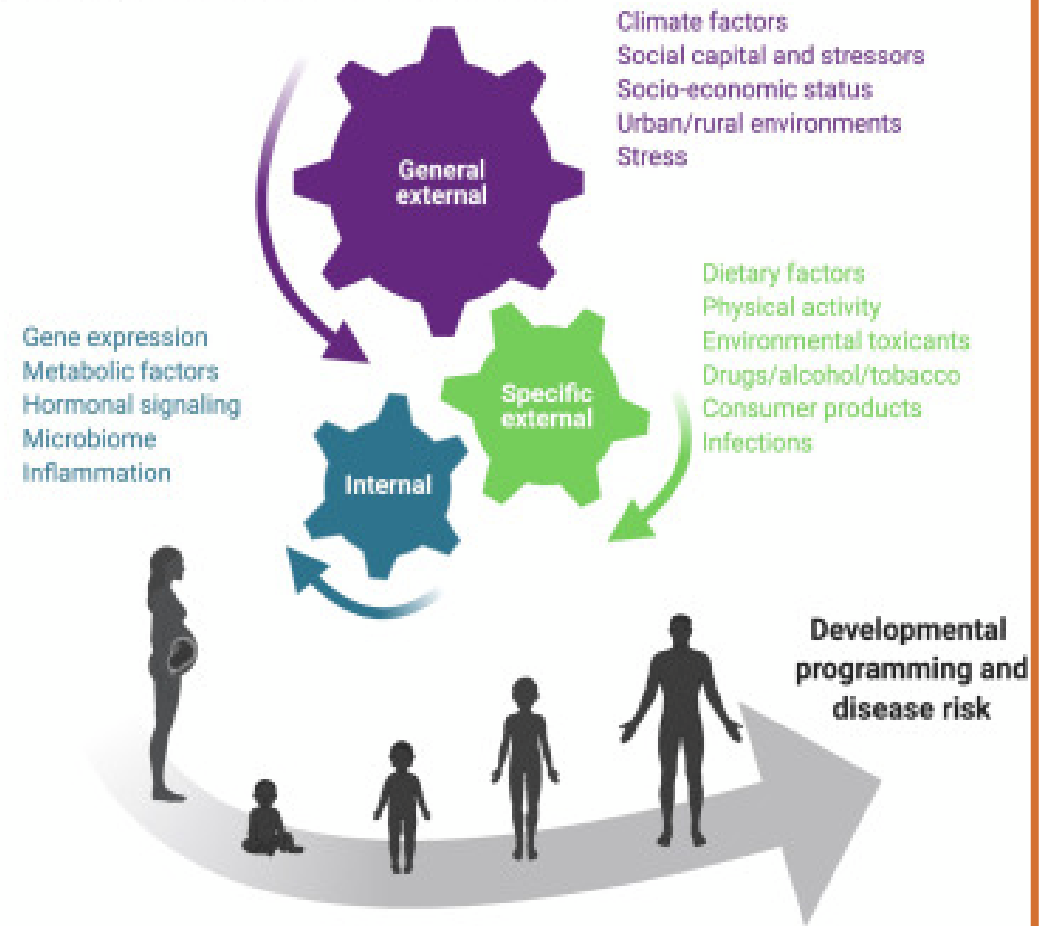 Climate factors
Social capital and stressors
Socio-economic status
Urban/rural environments
Stress
General
external
Dietary factors
Physical activity
Environmental toxicants
Drugs/alcohol/tobacco
Consumer products
Infections
Specific
external
Gene expression
Metabolic factors
Hormonal signaling
Microbiome
Inflammation
Internal
Developmental
programming and
disease risk